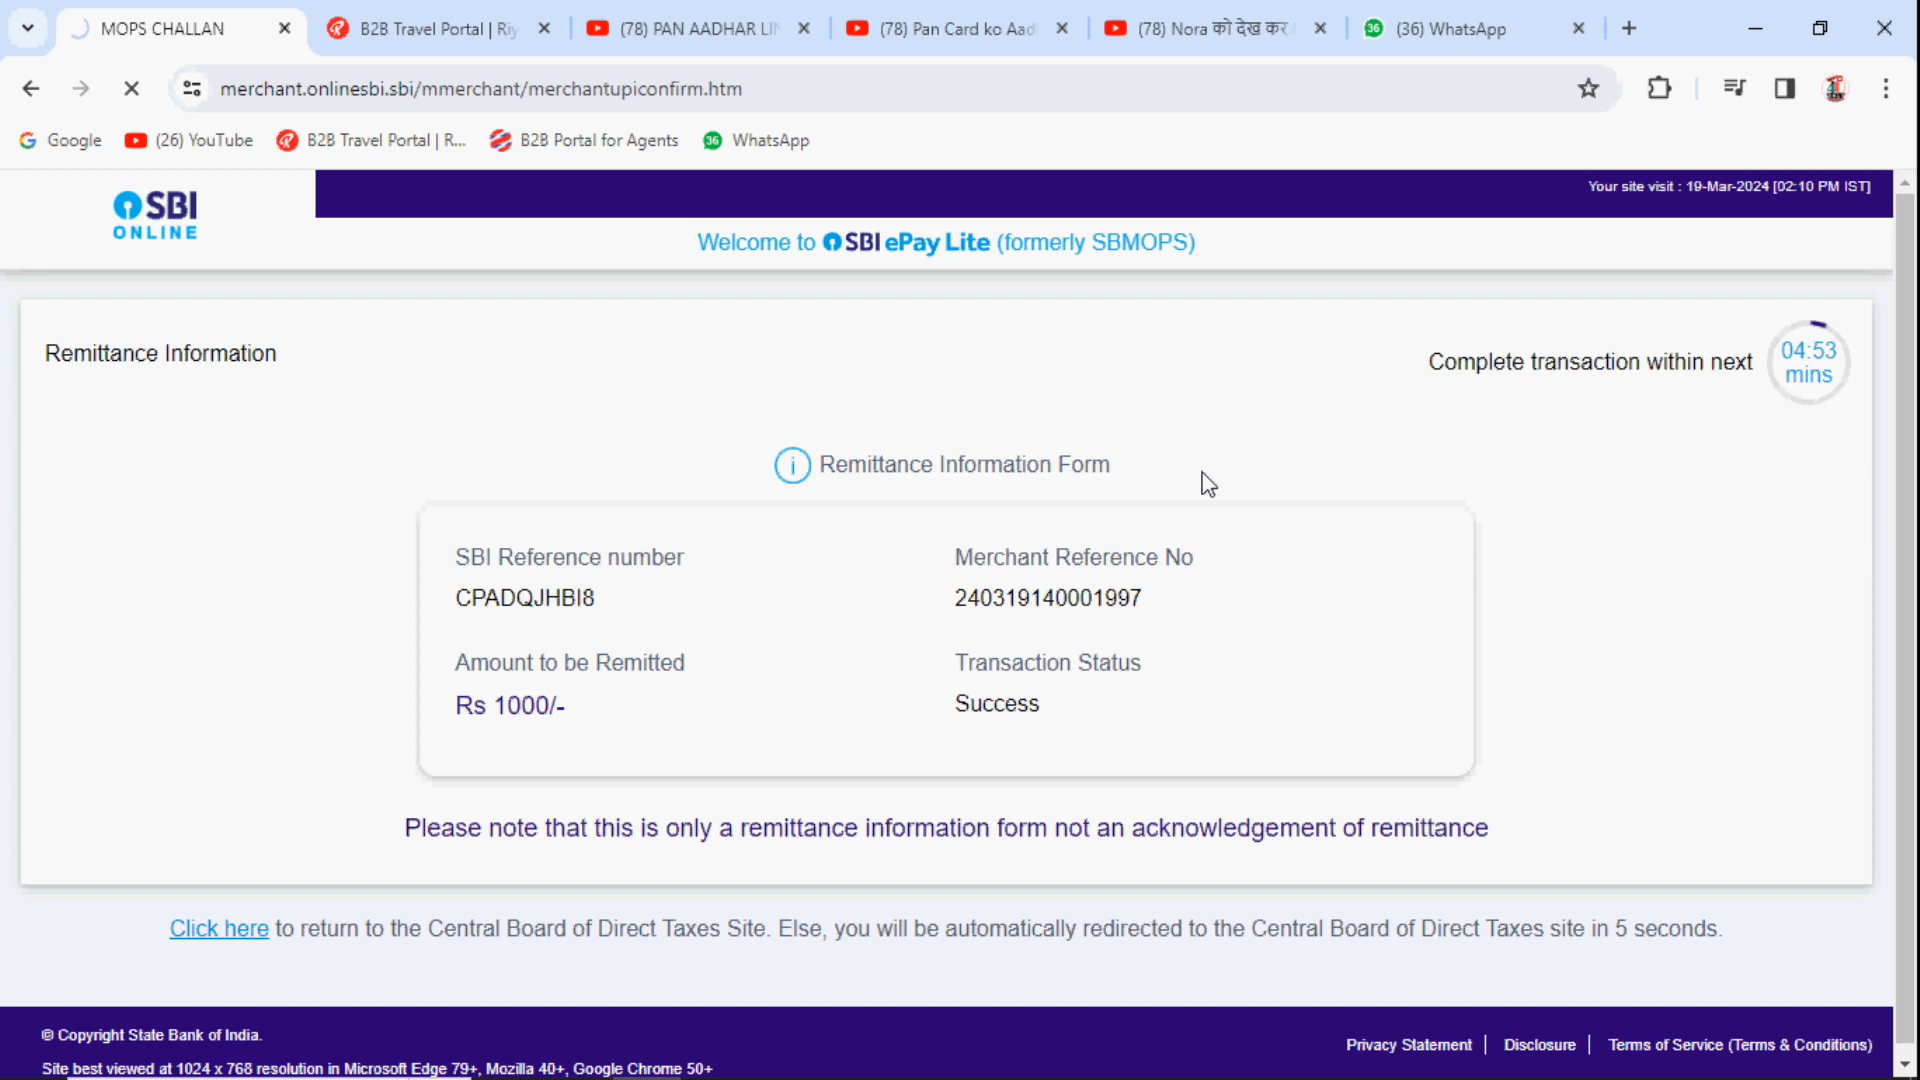 MOPS CHALLAN
B2B Travel Portal | Riy
(78) PAN AADHAR LIN
(78) Pan Card ko Aad
(78) Nora को देख कर
36
(36) WhatsApp
merchant.onlinesbi.sbi/mmerchant/merchantupiconfirm.htm
Google
(26) YouTube
B2B Travel Portal | R...
B2B Portal for Agents
36
WhatsApp
SBI
ONLINE
Your site visit : 19-Mar-2024 [02:10 PM IST]
Welcome to SBI ePay Lite (formerly SBMOPS)
Remittance Information
Complete transaction within next
04:53
mins
i Remittance Information Form
SBI Reference number
Merchant Reference No
CPADQJHBI8
240319140001997
Amount to be Remitted
Transaction Status
Rs 1000/-
Success
Please note that this is only a remittance information form not an acknowledgement of remittance
Click here to return to the Central Board of Direct Taxes Site. Else, you will be automatically redirected to the Central Board of Direct Taxes site in 5 seconds.
© Copyright State Bank of India.
Privacy Statement | Disclosure | Terms of Service (Terms & Conditions)
Site best viewed at 1024 x 768 resolution in Microsoft Edge 79+, Mozilla 40+, Google Chrome 50+